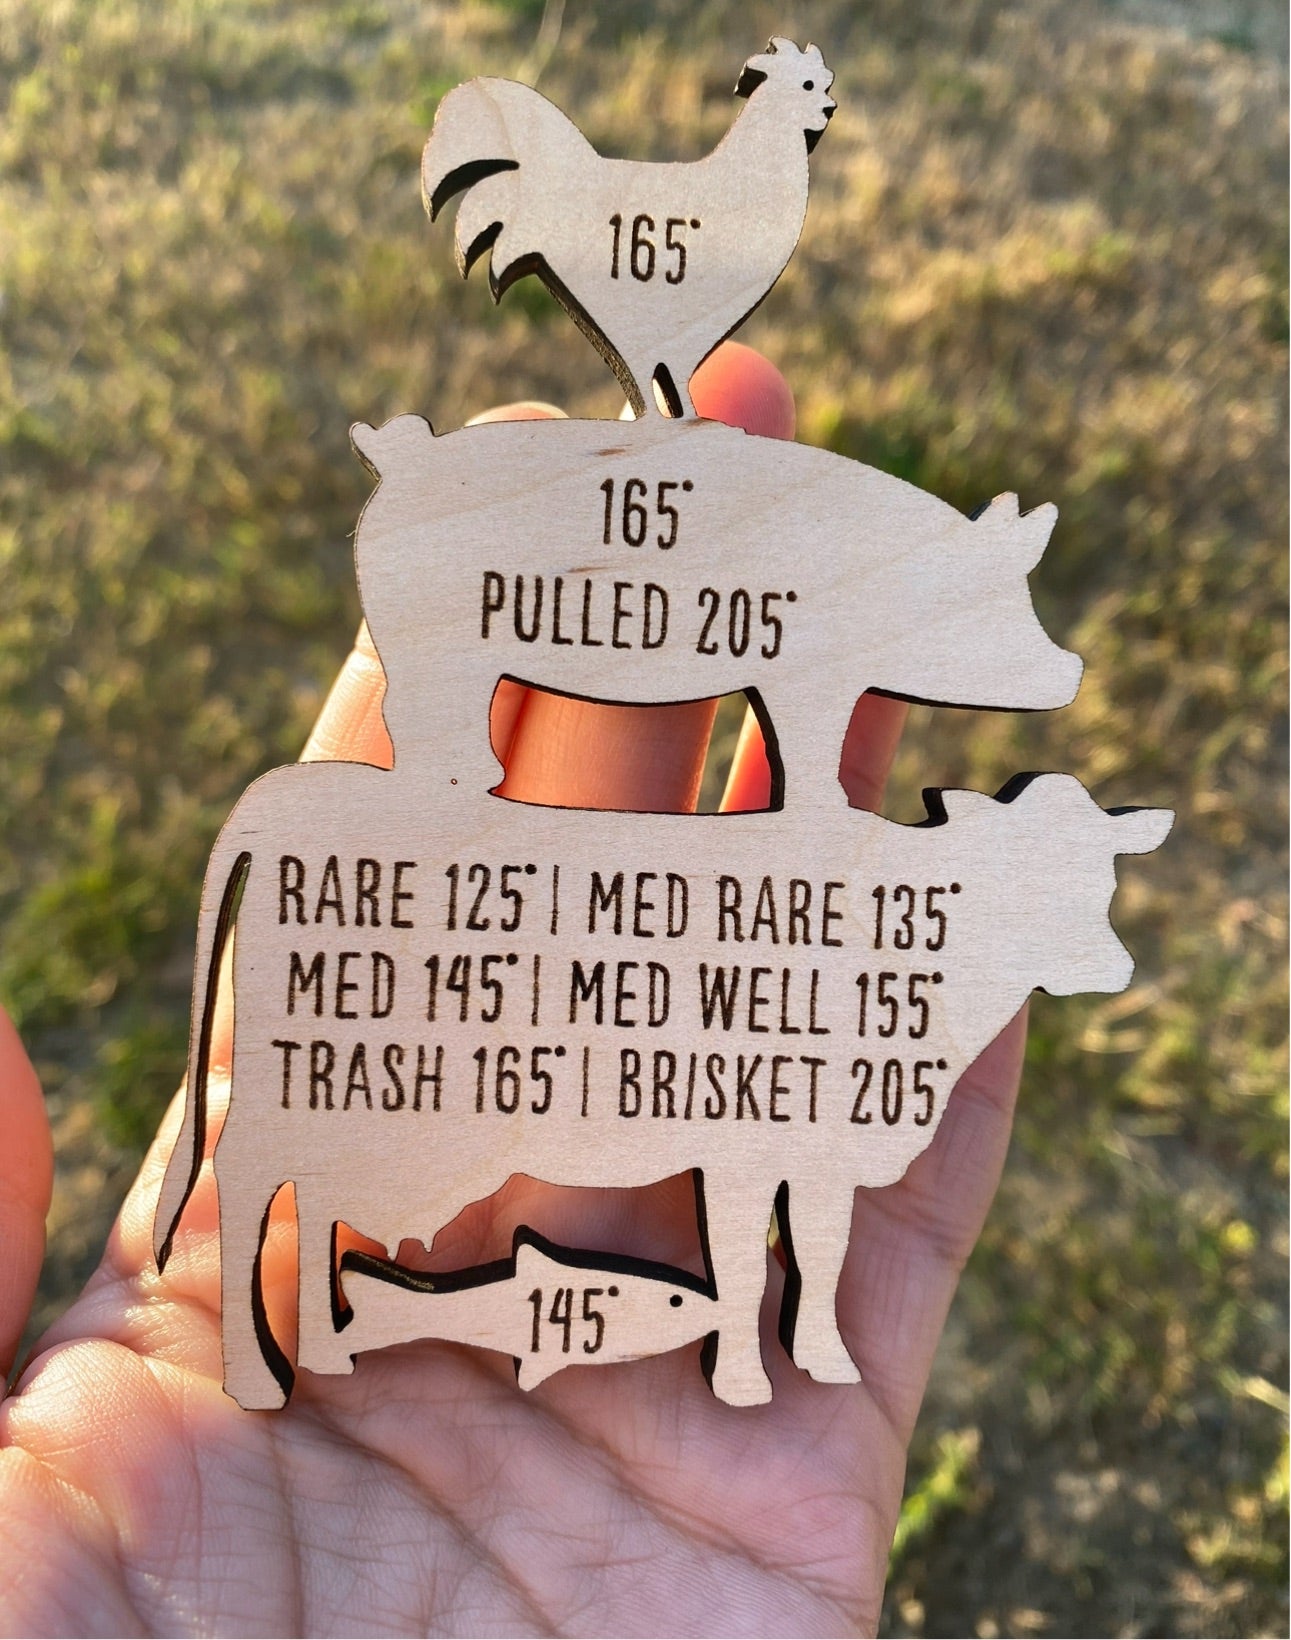 165°
165°
PULLED 205°
RARE 125° | MED RARE 135°
MED 145° | MED WELL 155°
TRASH 165° | BRISKET 205°
145°